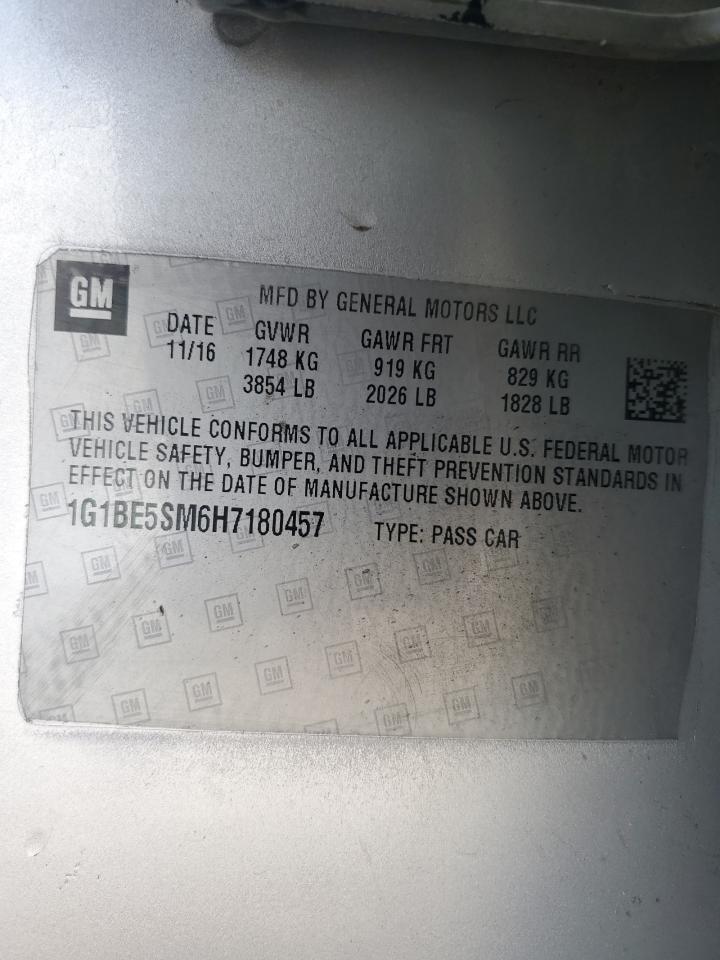 GM
MFD BY GENERAL MOTORS LLC
DATE GVWR GAWR FRT GAWR RR
11/16 1748 KG 919 KG 829 KG
3854 LB 2026 LB 1828 LB
THIS VEHICLE CONFORMS TO ALL APPLICABLE U.S. FEDERAL MOTOR
VEHICLE SAFETY, BUMPER, AND THEFT PREVENTION STANDARDS IN
EFFECT ON THE DATE OF MANUFACTURE SHOWN ABOVE.
1G1BE5SM6H7180457 TYPE: PASS CAR